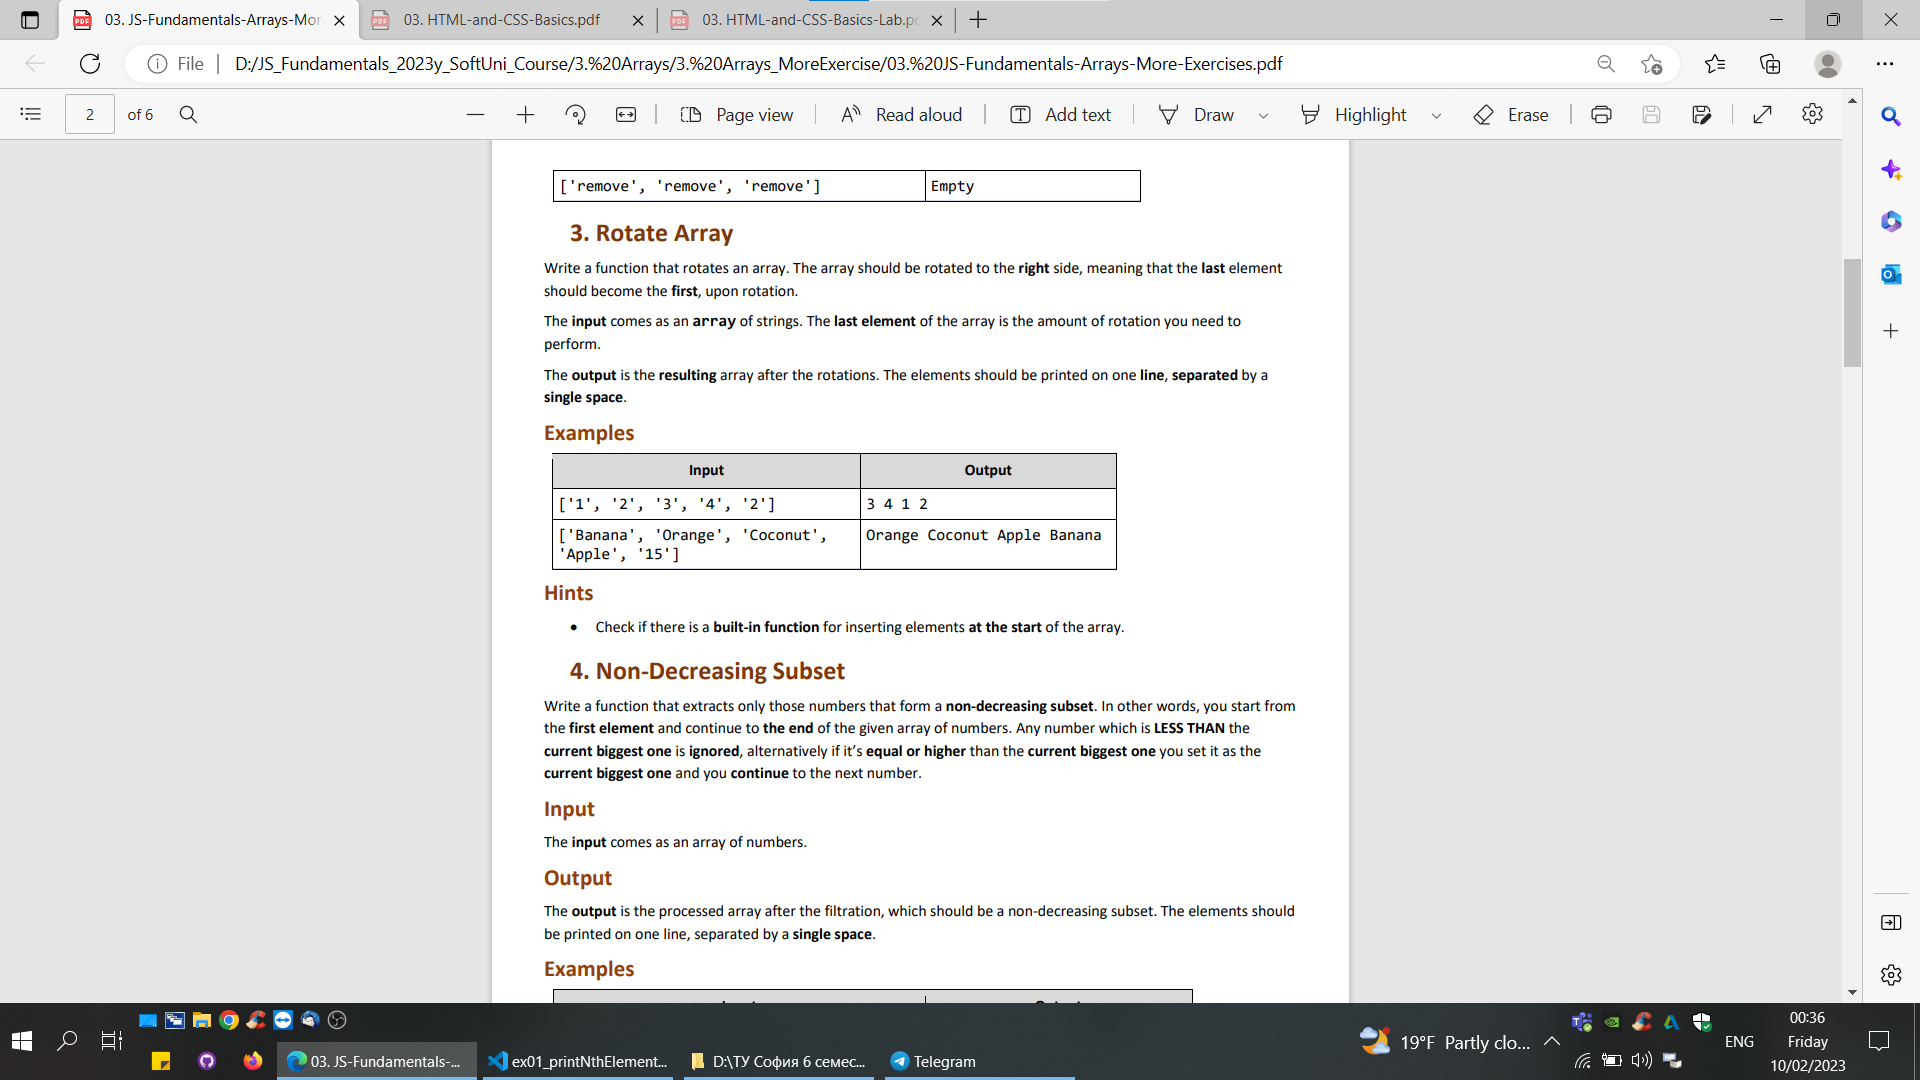 03. JS-Fundamentals-Arrays-Mor
03. HTML-and-CSS-Basics.pdf
03. HTML-and-CSS-Basics-Lab.pd
File
D:/JS_Fundamentals_2023y_SoftUni_Course/3.%20Arrays/3.%20Arrays_MoreExercise/03.%20JS-Fundamentals-Arrays-More-Exercises.pdf
2 of 6
Page view
Read aloud
Add text
Draw
Highlight
Erase
['remove', 'remove', 'remove'] Empty
3. Rotate Array
Write a function that rotates an array. The array should be rotated to the right side, meaning that the last element
should become the first, upon rotation.
The input comes as an array of strings. The last element of the array is the amount of rotation you need to
perform.
The output is the resulting array after the rotations. The elements should be printed on one line, separated by a
single space.
Examples
Input Output
['1', '2', '3', '4', '2'] 3 4 1 2
['Banana', 'Orange', 'Coconut', Orange Coconut Apple Banana
'Apple', '15']
Hints
• Check if there is a built-in function for inserting elements at the start of the array.
4. Non-Decreasing Subset
Write a function that extracts only those numbers that form a non-decreasing subset. In other words, you start from
the first element and continue to the end of the given array of numbers. Any number which is LESS THAN the
current biggest one is ignored, alternatively if it’s equal or higher than the current biggest one you set it as the
current biggest one and you continue to the next number.
Input
The input comes as an array of numbers.
Output
The output is the processed array after the filtration, which should be a non-decreasing subset. The elements should
be printed on one line, separated by a single space.
Examples
19°F Partly clo...
ENG
00:36
Friday
10/02/2023
03. JS-Fundamentals-...
ex01_printNthElement...
D:\ТУ София 6 семес...
Telegram